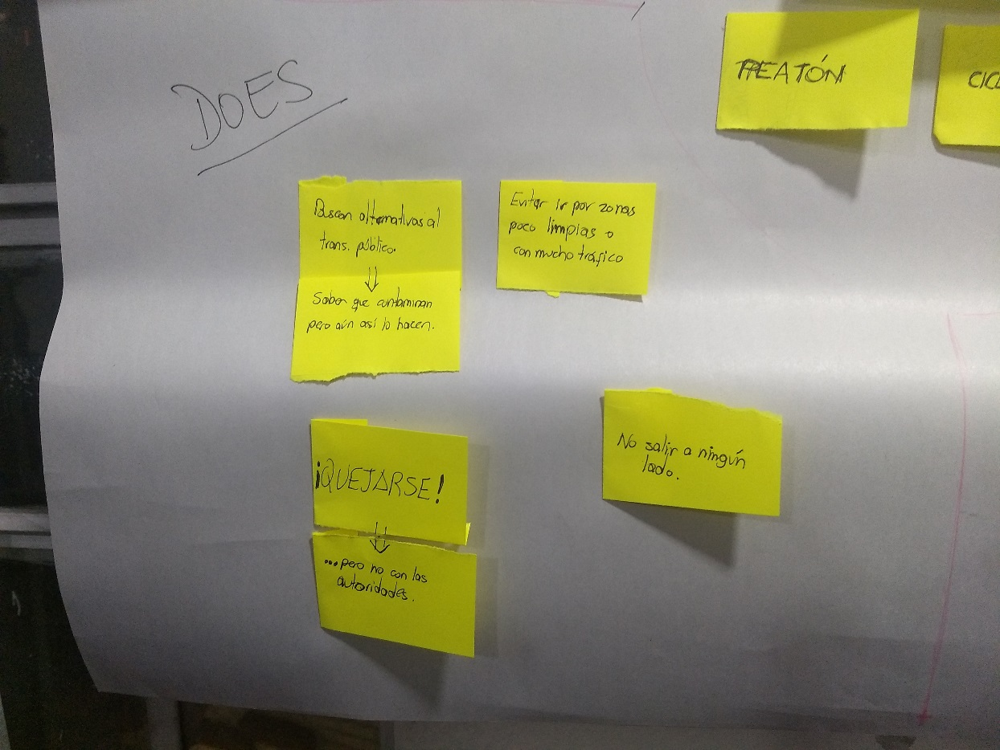 DOES
PEATÓN
CICL
Buscan alternativas al
trans. público.
⇓
Saber que contaminan
pero aún así lo hacen.
Evitar ir por zonas
poco limpias o
con mucho tráfico
¡QUEJARSE!
⇓
...pero no con las
autoridades.
No salir a ningún
lado.